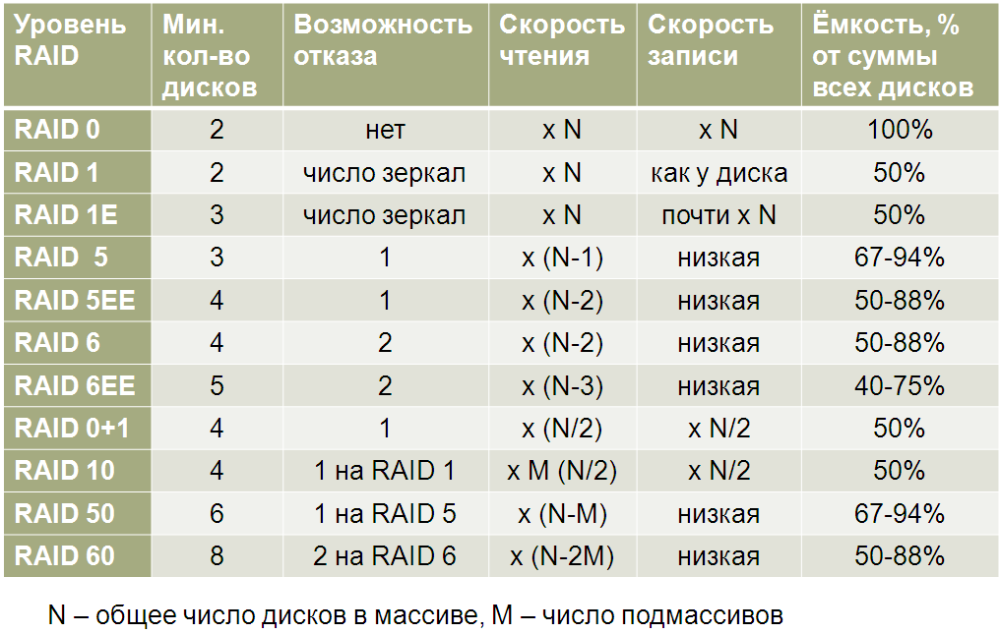 Уровень RAID Мин. кол-во дисков Возможность отказа Скорость чтения Скорость записи Ёмкость, % от суммы всех дисков
RAID 0 2 нет x N x N 100%
RAID 1 2 число зеркал x N как у диска 50%
RAID 1E 3 число зеркал x N почти x N 50%
RAID 5 3 1 x (N-1) низкая 67-94%
RAID 5EE 4 1 x (N-2) низкая 50-88%
RAID 6 4 2 x (N-2) низкая 50-88%
RAID 6EE 5 2 x (N-3) низкая 40-75%
RAID 0+1 4 1 x (N/2) x N/2 50%
RAID 10 4 1 на RAID 1 x M (N/2) x N/2 50%
RAID 50 6 1 на RAID 5 x (N-M) низкая 67-94%
RAID 60 8 2 на RAID 6 x (N-2M) низкая 50-88%
N – общее число дисков в массиве, M – число подмассивов